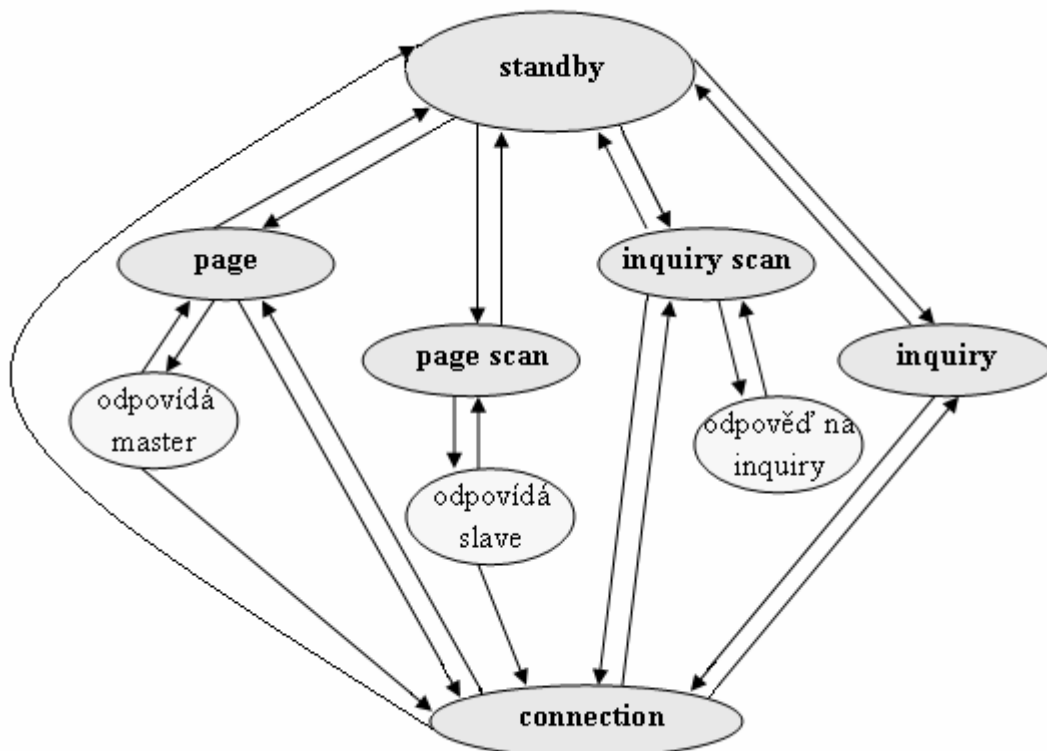 standby
page
inquiry scan
page scan
inquiry
odpovídá
master
odpověď na
inquiry
odpovídá
slave
connection